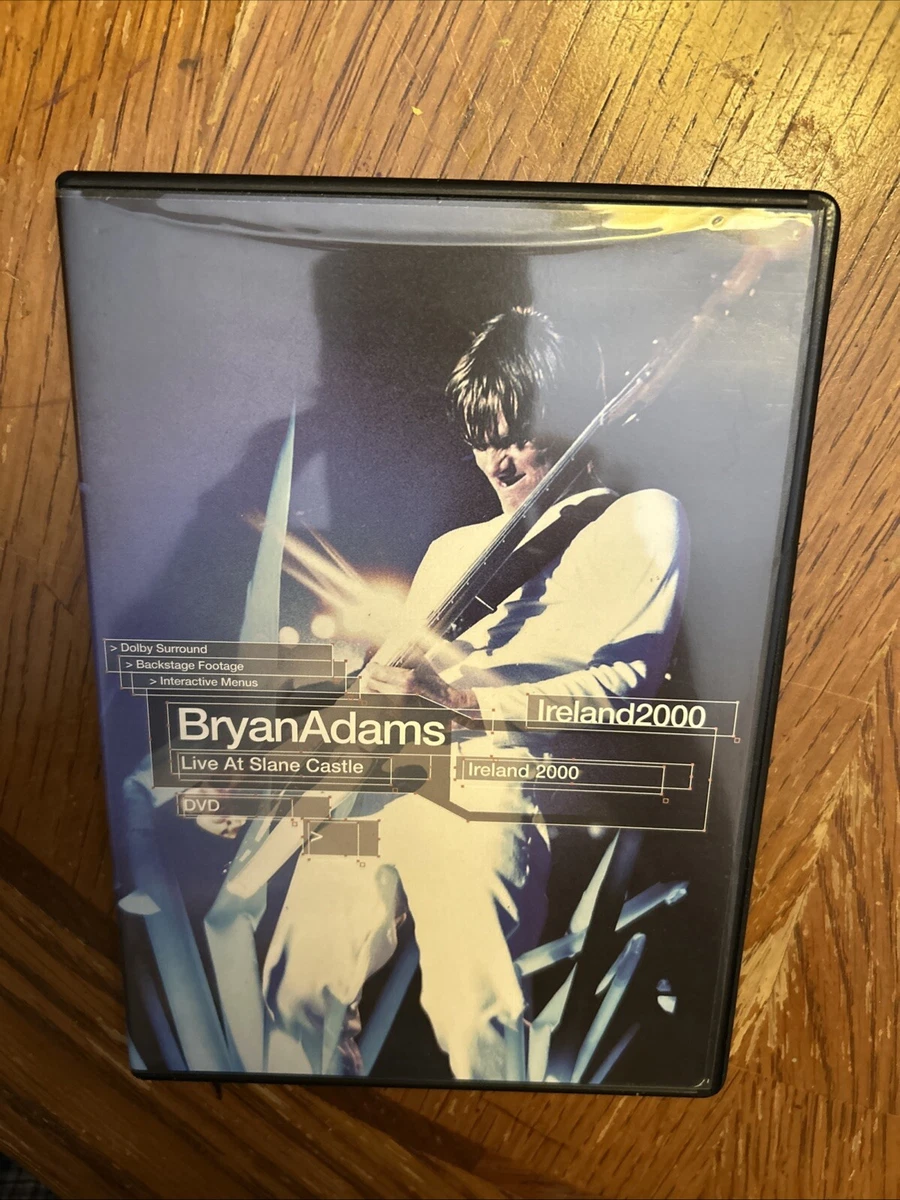 > Dolby Surround
> Backstage Footage
> Interactive Menus
BryanAdams
Ireland2000
Live At Slane Castle
Ireland 2000
DVD
>